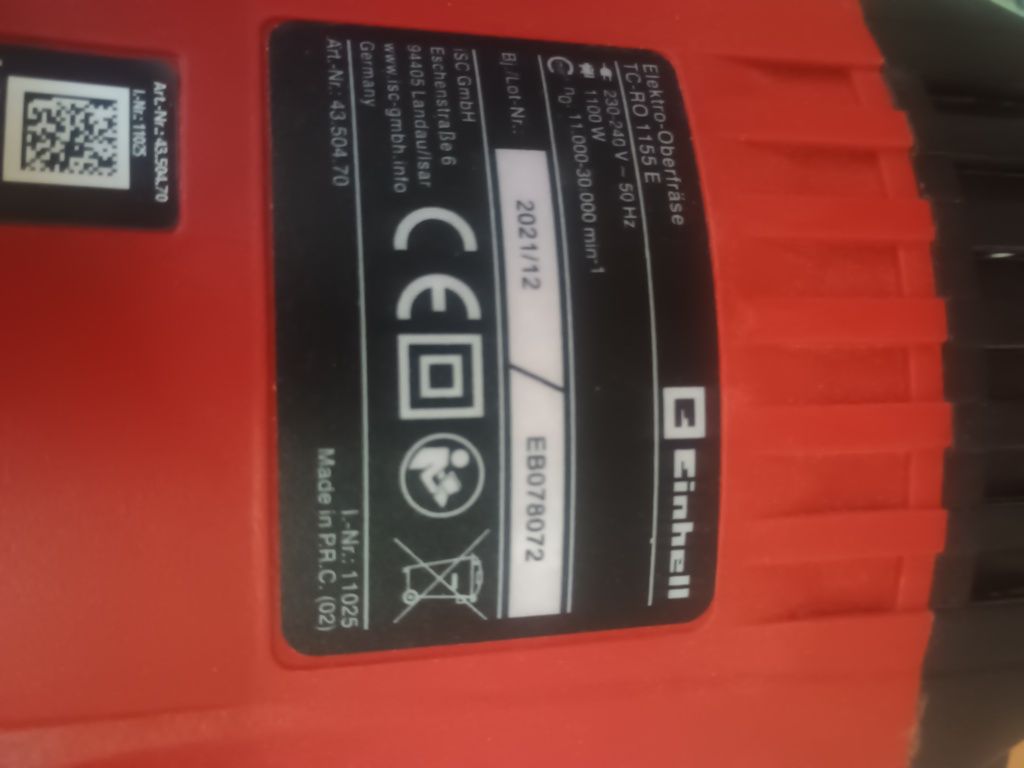 Elektro-Oberfräse
TC-RO 1155 E
Einhell
230-240 V ~ 50 Hz
1100 W
n0: 11.000-30.000 min-1
Bj./Lot-Nr.: 2021/12 / EB078072
iSC GmbH
Eschenstraße 6
94405 Landau/Isar
www.isc-gmbh.info
Germany
CE
Art.-Nr.: 43.504.70
I.-Nr.: 11025
Made in P.R.C. (02)
Art.-Nr.: 43.504.70
I.-Nr.: 11025